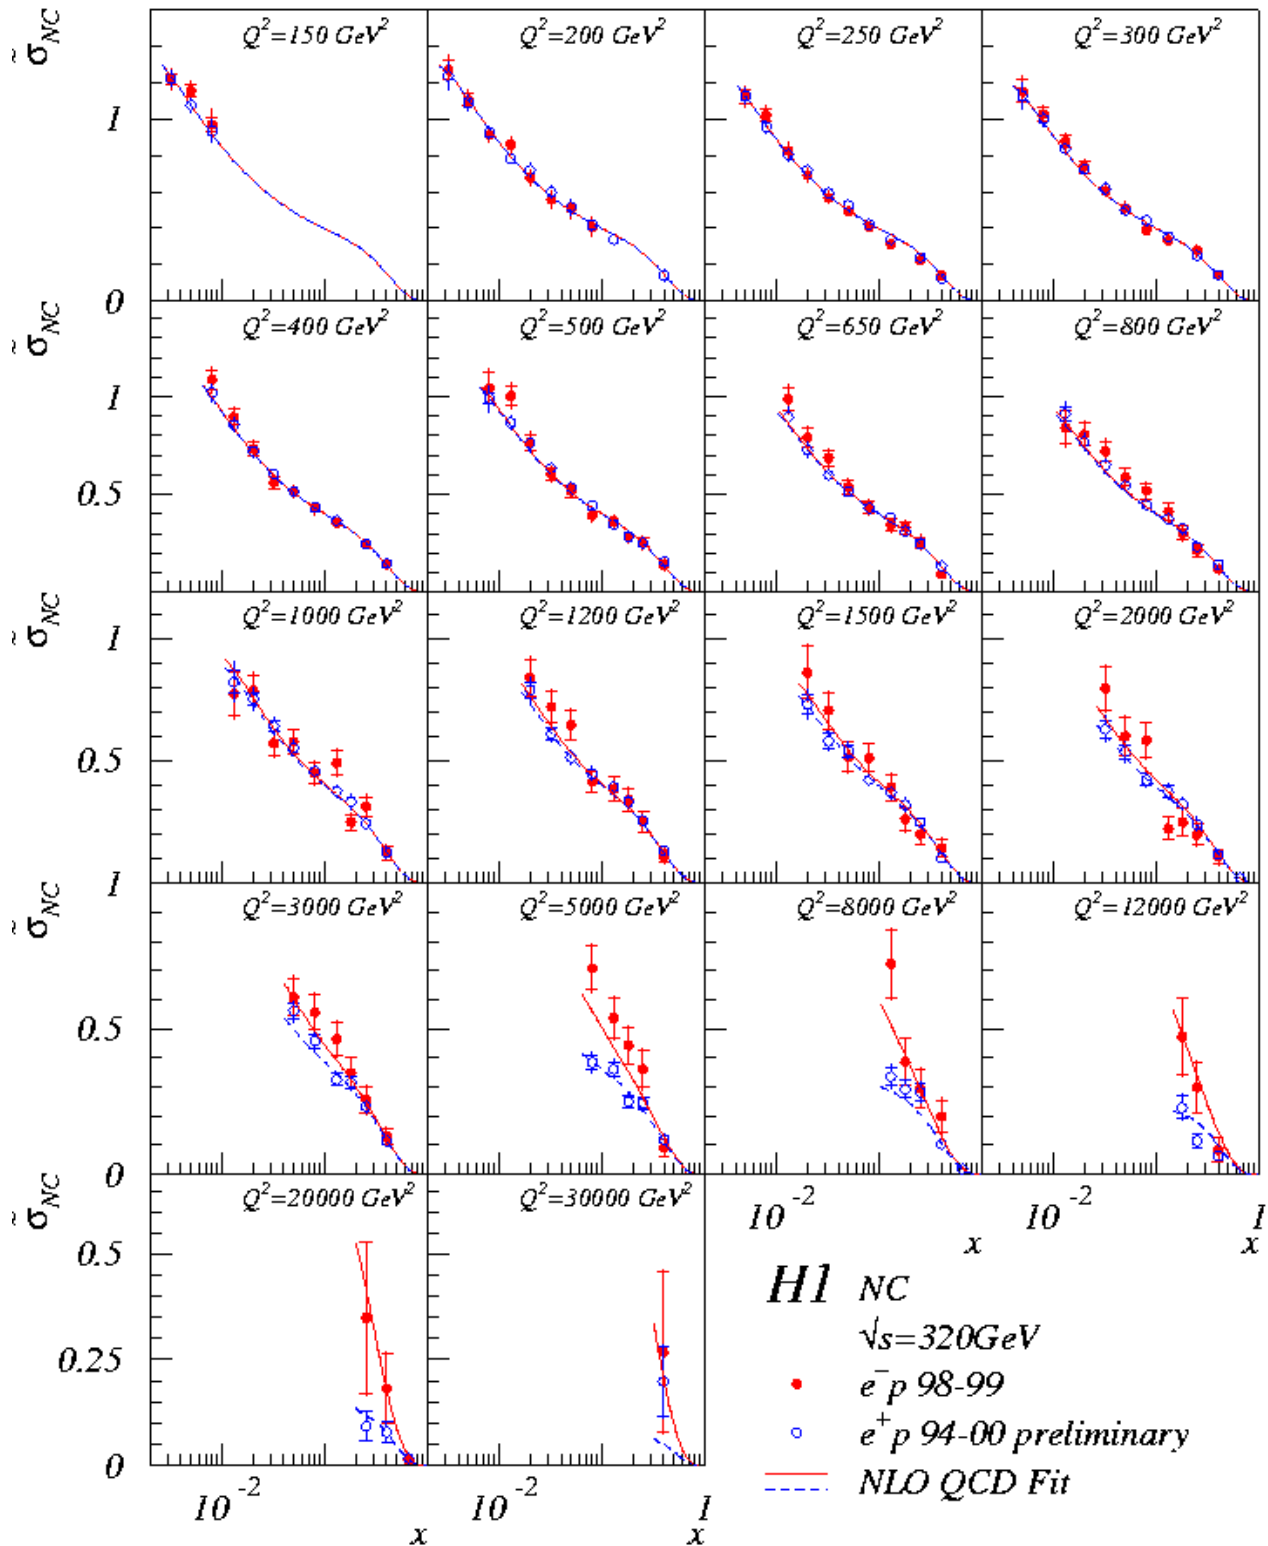 σ̃NC Q²=150 GeV² Q²=200 GeV² Q²=250 GeV² Q²=300 GeV²
1
0
σ̃NC Q²=400 GeV² Q²=500 GeV² Q²=650 GeV² Q²=800 GeV²
1
0.5
σ̃NC Q²=1000 GeV² Q²=1200 GeV² Q²=1500 GeV² Q²=2000 GeV²
1
0.5
1
σ̃NC Q²=3000 GeV² Q²=5000 GeV² Q²=8000 GeV² Q²=12000 GeV²
0.5
0
σ̃NC Q²=20000 GeV² Q²=30000 GeV²
10⁻² 10⁻² 1
x x
0.5
0.25
0
10⁻² 10⁻² 1
x x
H1 NC
√s=320GeV
e⁻p 98-99
e⁺p 94-00 preliminary
NLO QCD Fit